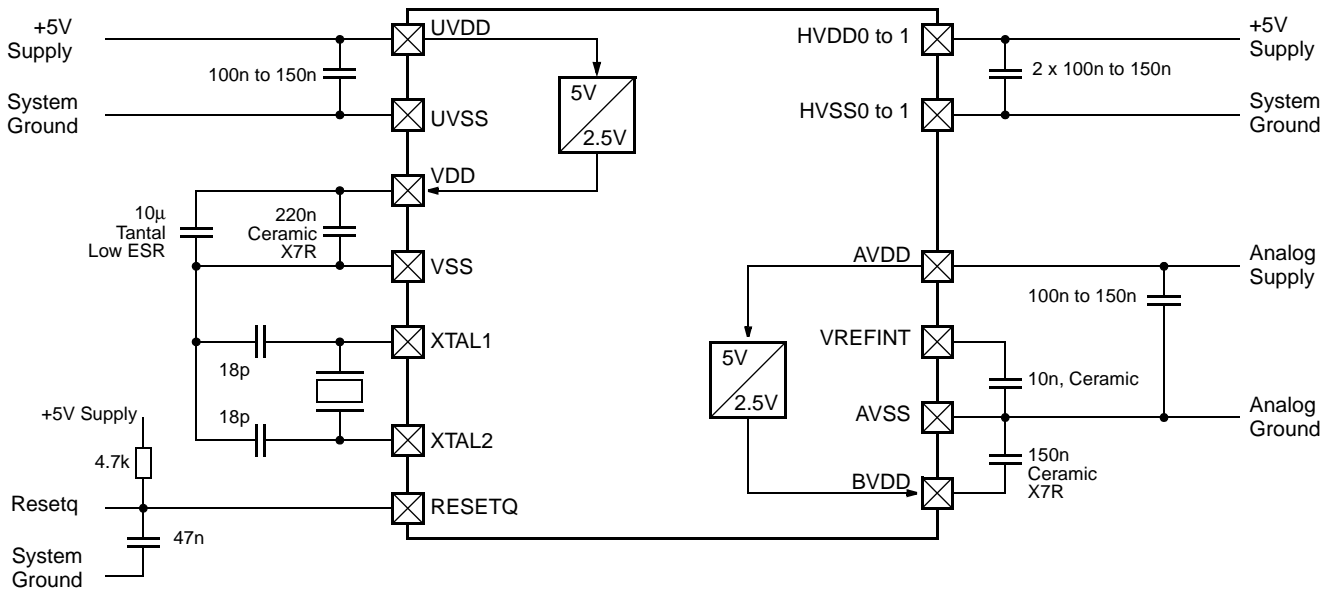 +5V
Supply
UVDD
100n to 150n
5V
2.5V
System
Ground
UVSS
VDD
10μ
Tantal
Low ESR
220n
Ceramic
X7R
VSS
XTAL1
18p
+5V Supply
18p
XTAL2
4.7k
Resetq
RESETQ
47n
System
Ground
HVDD0 to 1
+5V
Supply
2 x 100n to 150n
HVSS0 to 1
System
Ground
AVDD
Analog
Supply
100n to 150n
VREFINT
5V
2.5V
10n, Ceramic
AVSS
Analog
Ground
150n
Ceramic
X7R
BVDD